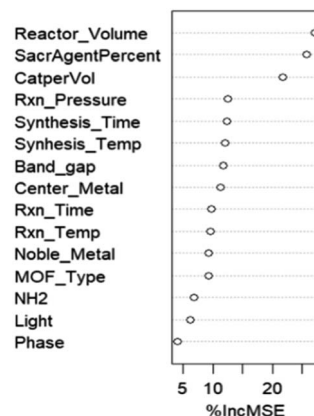 Reactor_Volume
SacrAgentPercent
CatperVol
Rxn_Pressure
Synthesis_Time
Synhesis_Temp
Band_gap
Center_Metal
Rxn_Time
Rxn_Temp
Noble_Metal
MOF_Type
NH2
Light
Phase
5 10 20
%IncMSE